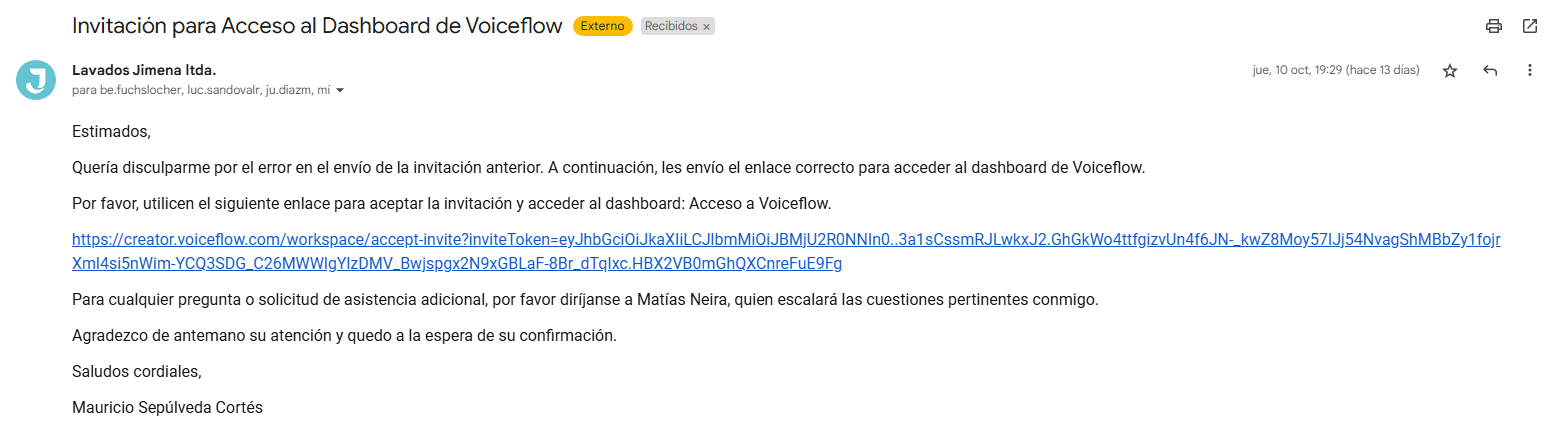 Invitación para Acceso al Dashboard de Voiceflow Externo Recibidos ×
J
Lavados Jimena ltda. jue, 10 oct, 19:29 (hace 13 días)
para be.fuchslocher, luc.sandovalr, ju.diazm, mí
Estimados,
Quería disculparme por el error en el envío de la invitación anterior. A continuación, les envío el enlace correcto para acceder al dashboard de Voiceflow.
Por favor, utilicen el siguiente enlace para aceptar la invitación y acceder al dashboard: Acceso a Voiceflow.
https://creator.voiceflow.com/workspace/accept-invite?inviteToken=eyJhbGciOiJkaXIiLCJlbmMiOiJBMjU2R0NNIn0..3a1sCssmRJLwkxJ2.GhGkWo4ttfgizvUn4f6JN-_kwZ8Moy57IJj54NvagShMBbZy1fojr
XmI4si5nWim-YCQ3SDG_C26MWWIgYIzDMV_Bwjspgx2N9xGBLaF-8Br_dTqIxc.HBX2VB0mGhQXCnreFuE9Fg
Para cualquier pregunta o solicitud de asistencia adicional, por favor diríjanse a Matías Neira, quien escalará las cuestiones pertinentes conmigo.
Agradezco de antemano su atención y quedo a la espera de su confirmación.
Saludos cordiales,
Mauricio Sepúlveda Cortés